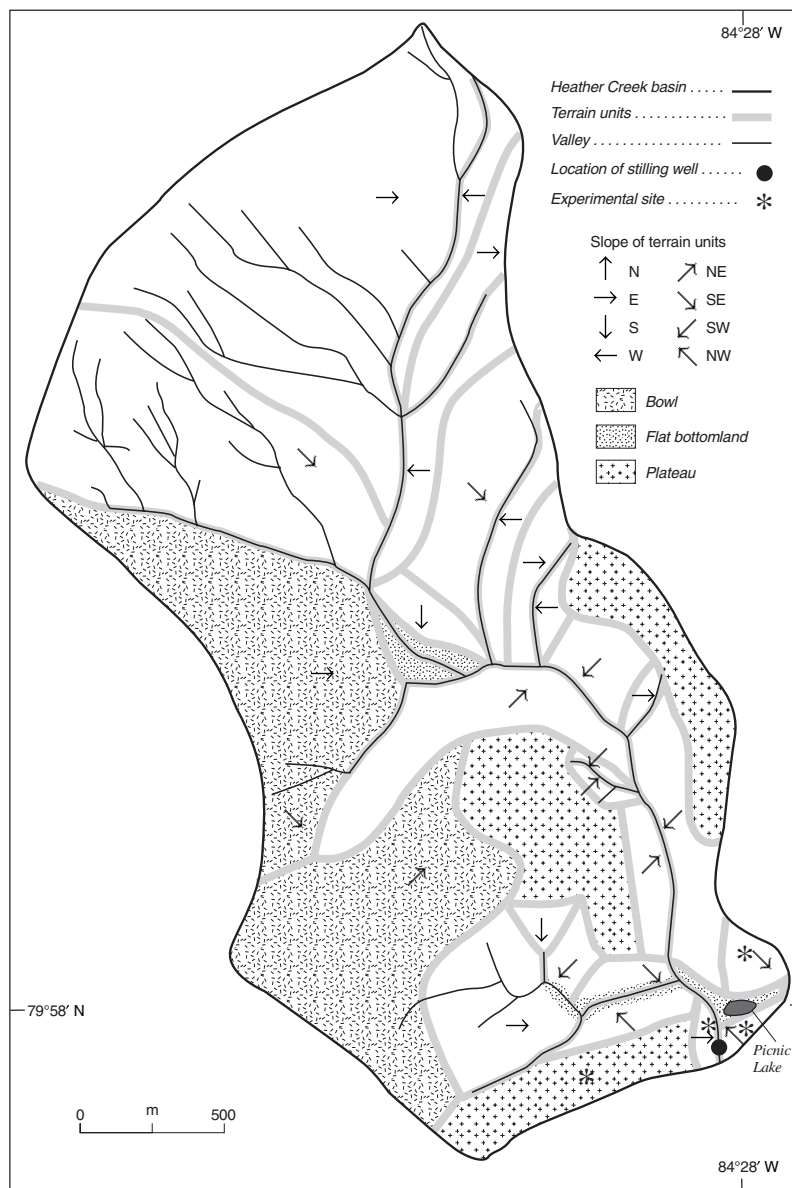 84°28′ W
Heather Creek basin .....
Terrain units .............
Valley ..................
Location of stilling well ......
Experimental site ..........
Slope of terrain units
N NE
E SE
S SW
W NW
Bowl
Flat bottomland
Plateau
79°58′ N
Picnic
Lake
0 m 500
84°28′ W